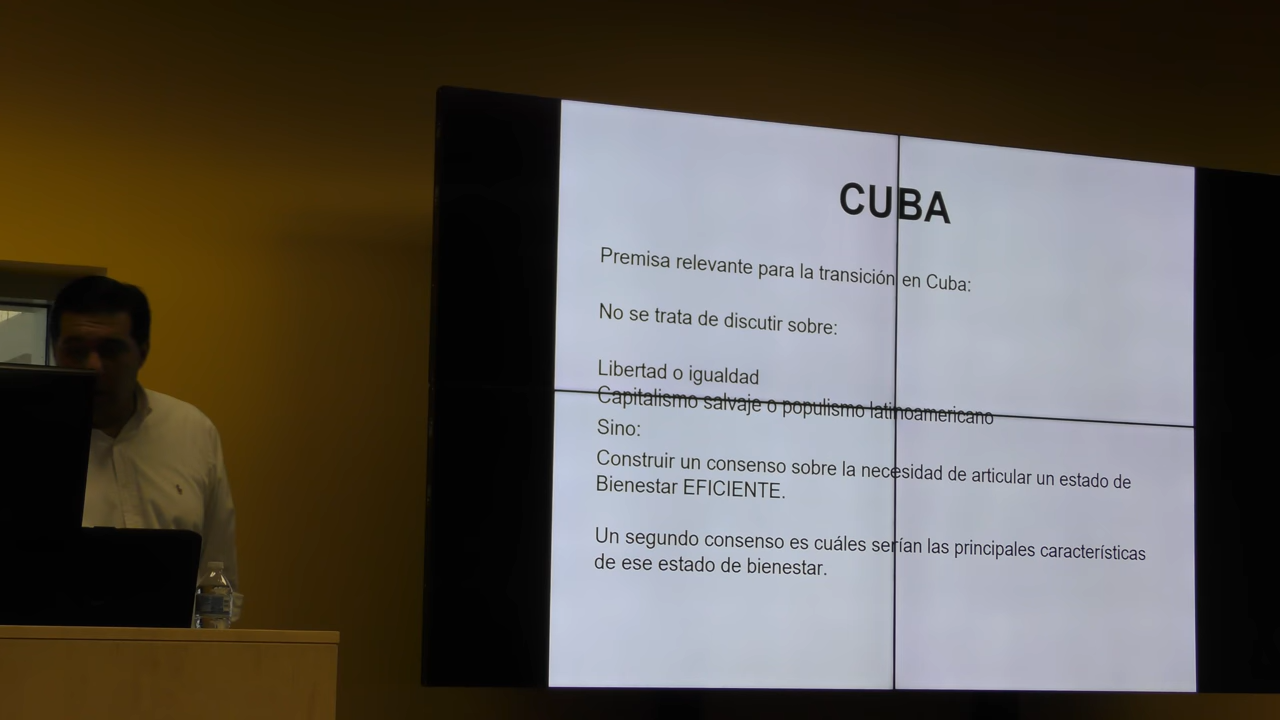 CUBA
Premisa relevante para la transición en Cuba:
No se trata de discutir sobre:
Libertad o igualdad
Capitalismo salvaje o populismo latinoamericano
Sino:
Construir un consenso sobre la necesidad de articular un estado de
Bienestar EFICIENTE.
Un segundo consenso es cuáles serían las principales características
de ese estado de bienestar.